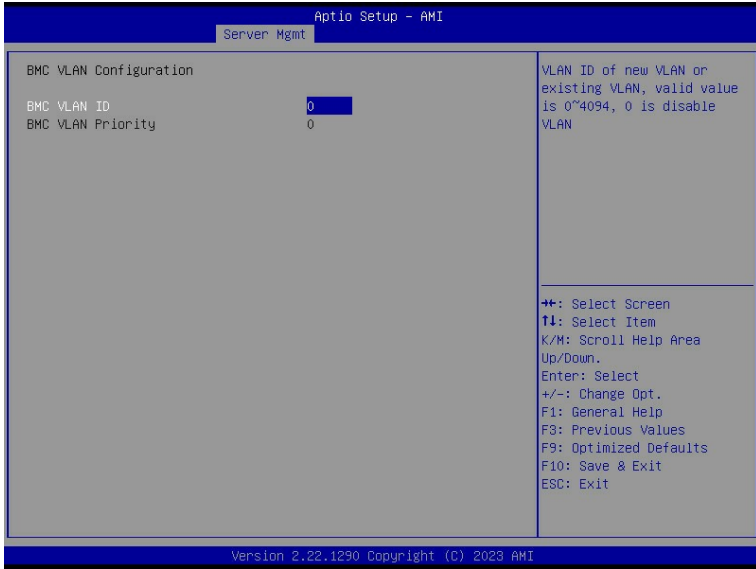 Aptio Setup – AMI
Server Mgmt
BMC VLAN Configuration
BMC VLAN ID 0
BMC VLAN Priority 0
VLAN ID of new VLAN or
existing VLAN, valid value
is 0~4094, 0 is disable
VLAN
→←: Select Screen
↑↓: Select Item
K/M: Scroll Help Area
Up/Down.
Enter: Select
+/-: Change Opt.
F1: General Help
F3: Previous Values
F9: Optimized Defaults
F10: Save & Exit
ESC: Exit
Version 2.22.1290 Copyright (C) 2023 AMI